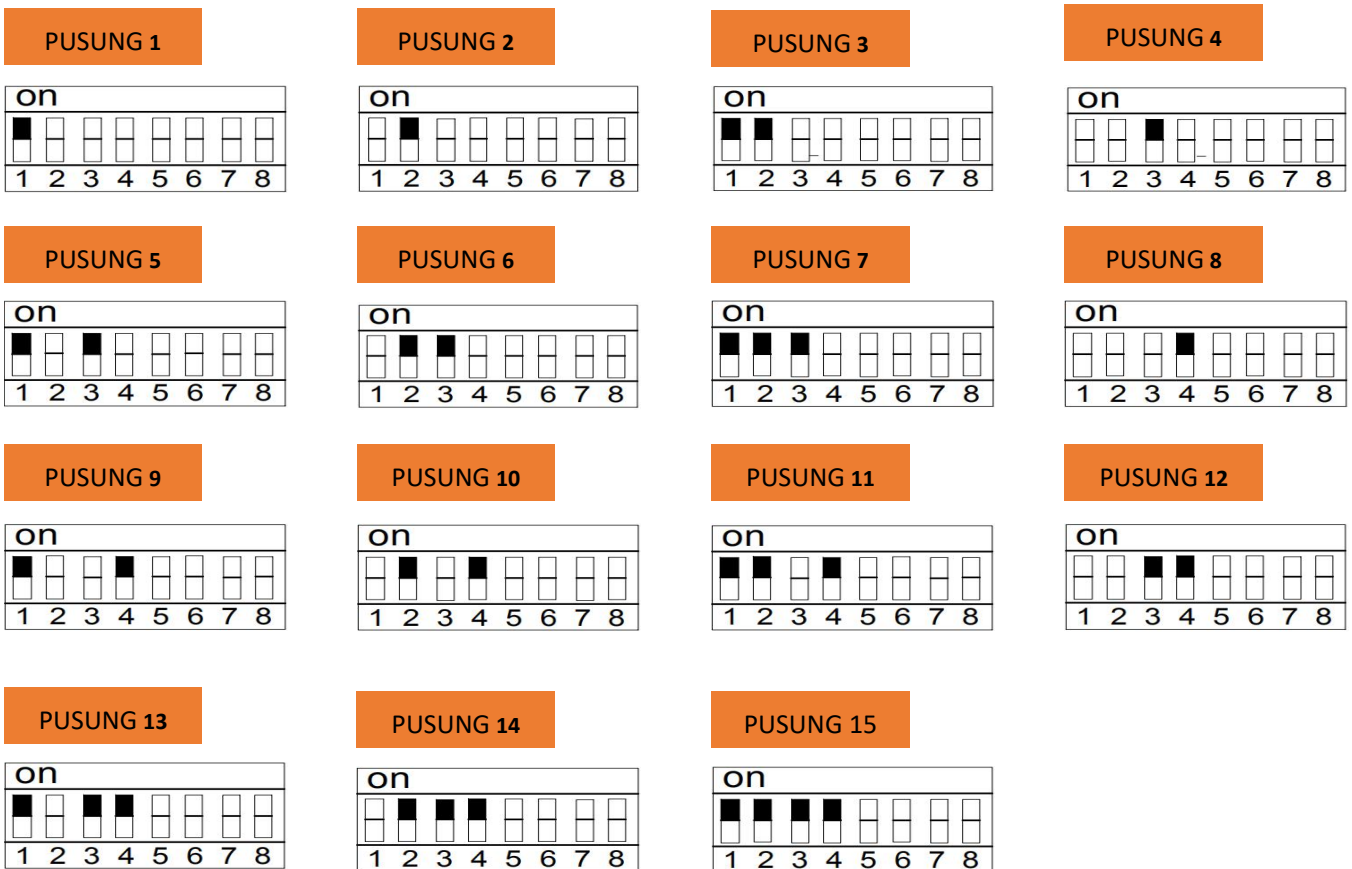 PUSUNG 1
PUSUNG 2
PUSUNG 3
PUSUNG 4
on
on
on
on
1 2 3 4 5 6 7 8
1 2 3 4 5 6 7 8
1 2 3 4 5 6 7 8
1 2 3 4 5 6 7 8
PUSUNG 5
PUSUNG 6
PUSUNG 7
PUSUNG 8
on
on
on
on
1 2 3 4 5 6 7 8
1 2 3 4 5 6 7 8
1 2 3 4 5 6 7 8
1 2 3 4 5 6 7 8
PUSUNG 9
PUSUNG 10
PUSUNG 11
PUSUNG 12
on
on
on
on
1 2 3 4 5 6 7 8
1 2 3 4 5 6 7 8
1 2 3 4 5 6 7 8
1 2 3 4 5 6 7 8
PUSUNG 13
PUSUNG 14
PUSUNG 15
on
on
on
1 2 3 4 5 6 7 8
1 2 3 4 5 6 7 8
1 2 3 4 5 6 7 8